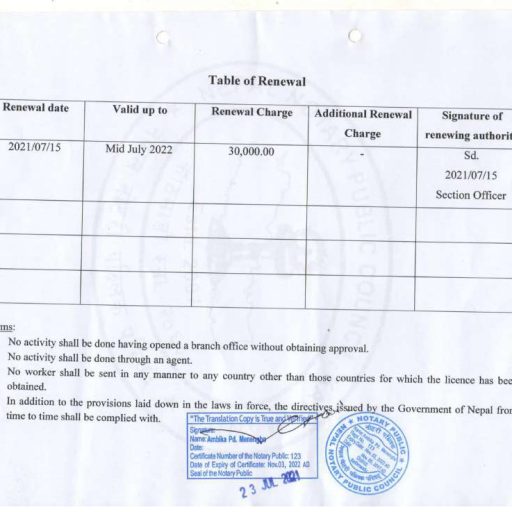 Table of Renewal
Renewal date Valid up to Renewal Charge Additional Renewal Charge Signature of renewing authorit
2021/07/15 Mid July 2022 30,000.00 - Sd.
2021/07/15
Section Officer
ms:
No activity shall be done having opened a branch office without obtaining approval.
No activity shall be done through an agent.
No worker shall be sent in any manner to any country other than those countries for which the licence has bee
obtained.
In addition to the provisions laid down in the laws in force, the directives issued by the Government of Nepal from
time to time shall be complied with.
"The Translation Copy is True and
Signature:
Name: Ambika Pd.
Date:
Certificate Number of the Notary Public: 123
Date of Expiry of Certificate: Nov.03, 2022 AD
Seal of the Notary Public
23 JUL 2021
NOTARY PUBLIC
NEPAL NOTARY PUBLIC COUNCIL